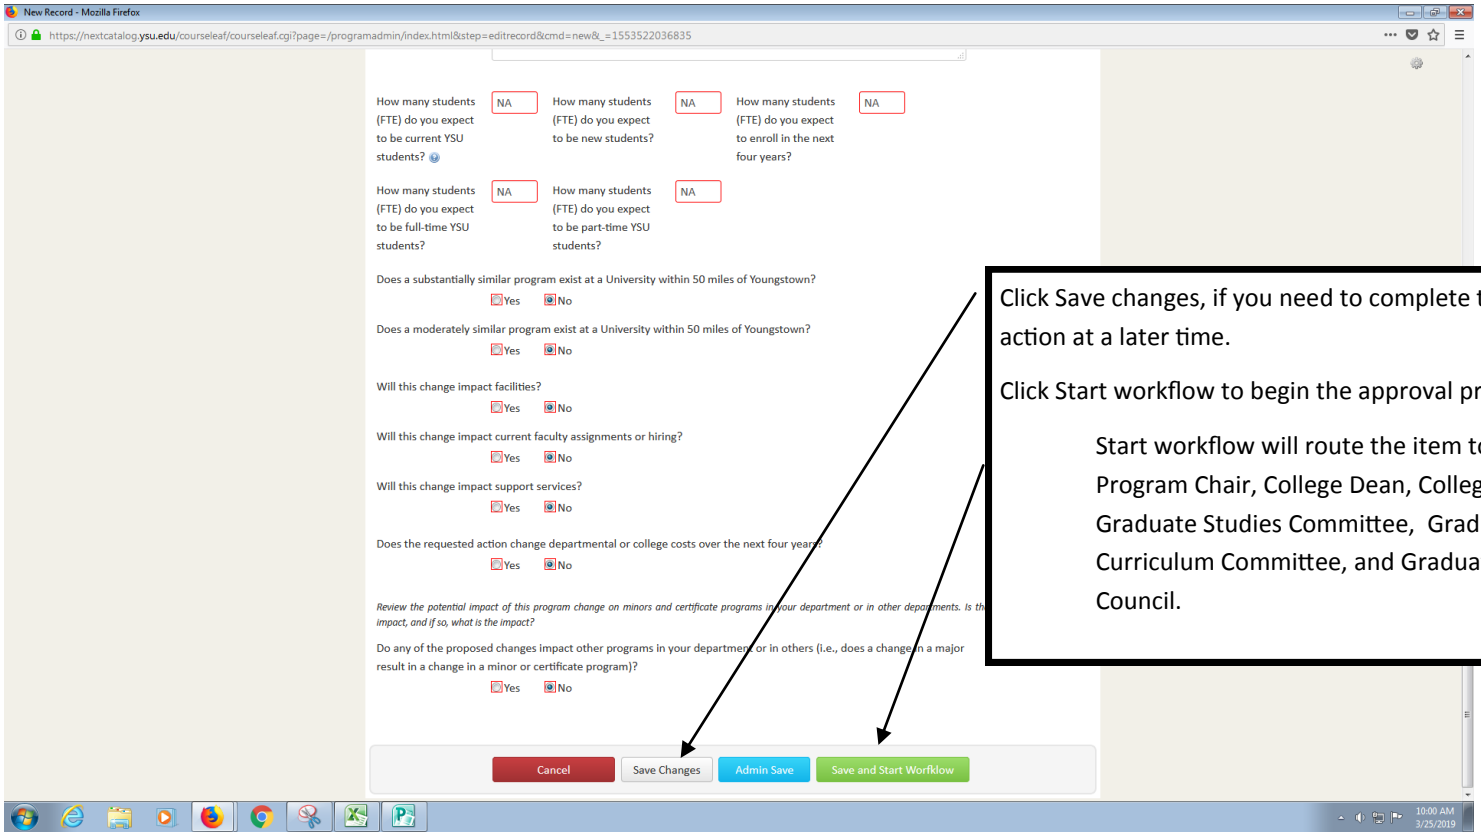 New Record - Mozilla Firefox
https://nextcatalog.ysu.edu/courseleaf/courseleaf.cgi?page=/programadmin/index.html&step=editrecord&cmd=new&_=1553522036835
How many students (FTE) do you expect to be current YSU students? NA
How many students (FTE) do you expect to be new students? NA
How many students (FTE) do you expect to enroll in the next four years? NA
How many students (FTE) do you expect to be full-time YSU students? NA
How many students (FTE) do you expect to be part-time YSU students? NA
Does a substantially similar program exist at a University within 50 miles of Youngstown?
Yes No
Does a moderately similar program exist at a University within 50 miles of Youngstown?
Yes No
Will this change impact facilities?
Yes No
Will this change impact current faculty assignments or hiring?
Yes No
Will this change impact support services?
Yes No
Does the requested action change departmental or college costs over the next four years?
Yes No
Review the potential impact of this program change on minors and certificate programs in your department or in other departments. Is
impact, and if so, what is the impact?
Do any of the proposed changes impact other programs in your department or in others (i.e., does a change in a major
result in a change in a minor or certificate program)?
Yes No
Cancel Save Changes Admin Save Save and Start Worfklow
Click Save changes, if you need to complete
action at a later time.
Click Start workflow to begin the approval
Start workflow will route the item
Program Chair, College Dean,
Graduate Studies Committee,
Curriculum Committee, and
Council.
10:00 AM
3/25/2019